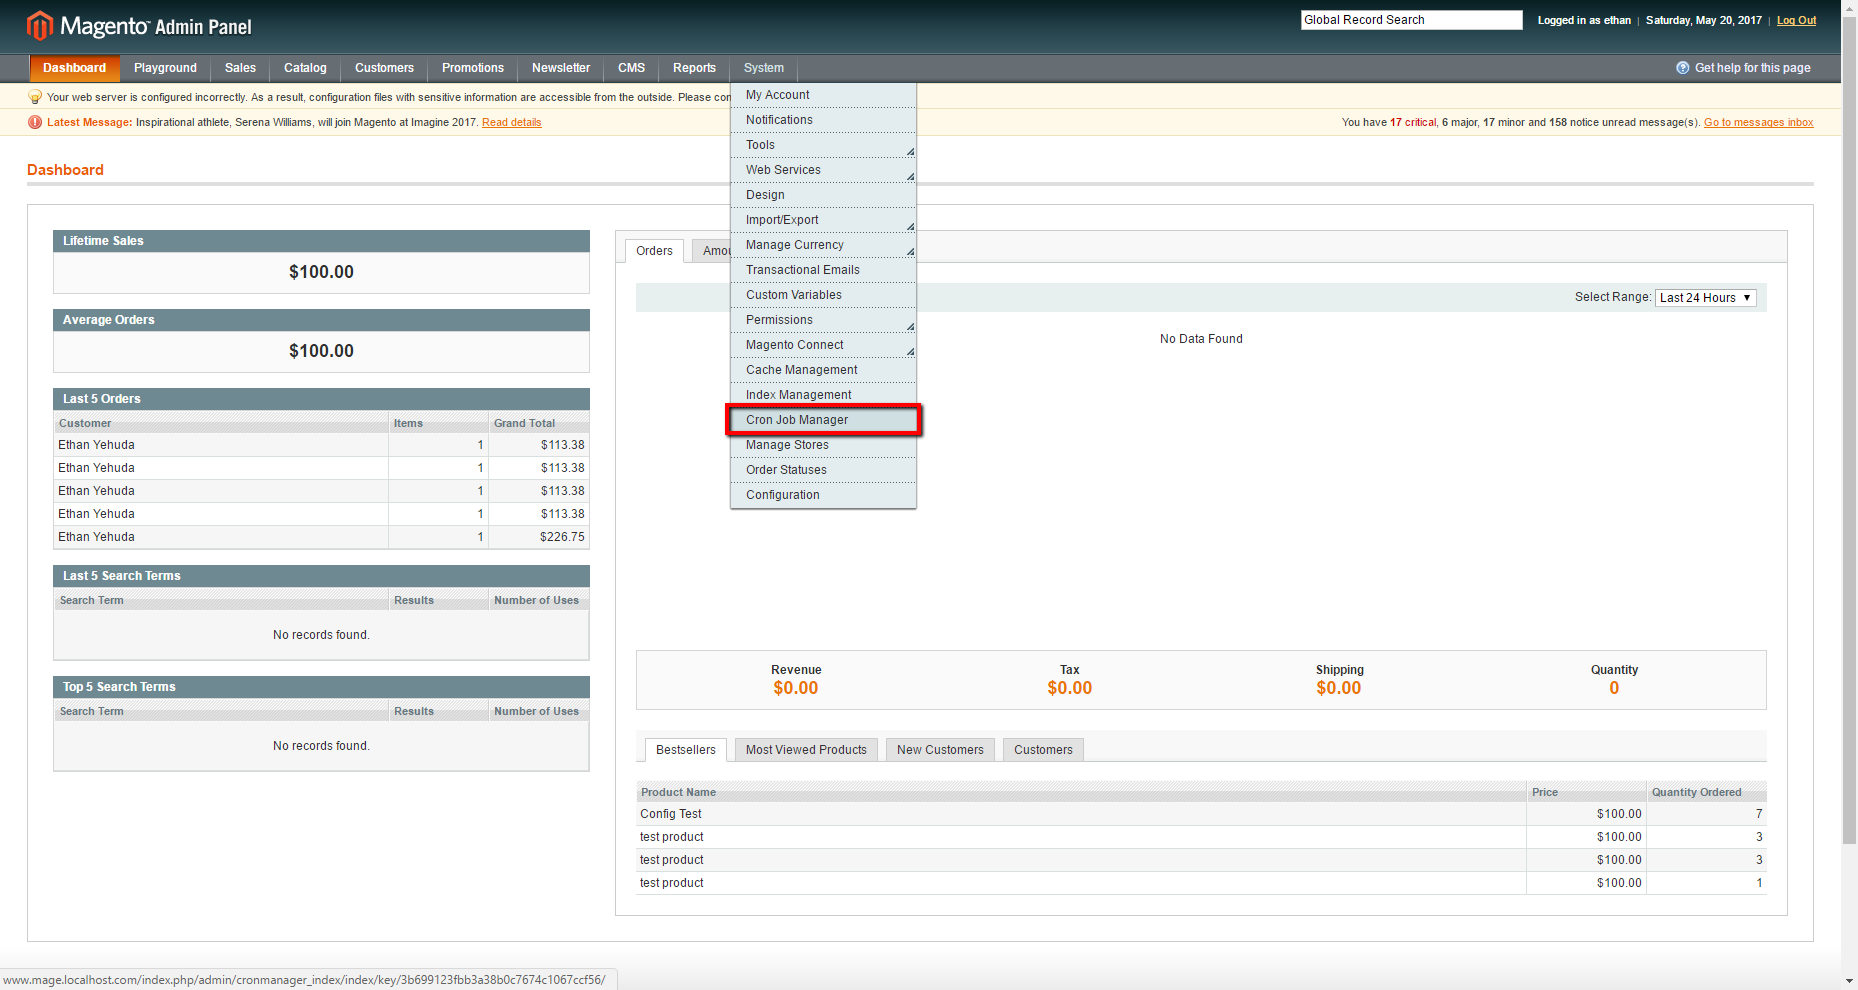 Magento™ Admin Panel
Global Record Search
Logged in as ethan | Saturday, May 20, 2017 | Log Out
Dashboard Playground Sales Catalog Customers Promotions Newsletter CMS Reports System
Get help for this page
Your web server is configured incorrectly. As a result, configuration files with sensitive information are accessible from the outside. Please con
Latest Message: Inspirational athlete, Serena Williams, will join Magento at Imagine 2017. Read details
You have 17 critical, 6 major, 17 minor and 158 notice unread message(s). Go to messages inbox
My Account
Notifications
Tools
Web Services
Design
Import/Export
Manage Currency
Transactional Emails
Custom Variables
Permissions
Magento Connect
Cache Management
Index Management
Cron Job Manager
Manage Stores
Order Statuses
Configuration
Dashboard
Lifetime Sales
$100.00
Average Orders
$100.00
Last 5 Orders
Customer Items Grand Total
Ethan Yehuda 1 $113.38
Ethan Yehuda 1 $113.38
Ethan Yehuda 1 $113.38
Ethan Yehuda 1 $113.38
Ethan Yehuda 1 $226.75
Last 5 Search Terms
Search Term Results Number of Uses
No records found.
Top 5 Search Terms
Search Term Results Number of Uses
No records found.
Orders Amou
Select Range: Last 24 Hours
No Data Found
Revenue Tax Shipping Quantity
$0.00 $0.00 $0.00 0
Bestsellers Most Viewed Products New Customers Customers
Product Name Price Quantity Ordered
Config Test $100.00 7
test product $100.00 3
test product $100.00 3
test product $100.00 1
www.mage.localhost.com/index.php/admin/cronmanager_index/index/key/3b699123fbb3a38b0c7674c1067ccf56/